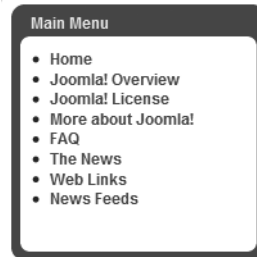 Main Menu
Home
Joomla! Overview
Joomla! License
More about Joomla!
FAQ
The News
Web Links
News Feeds